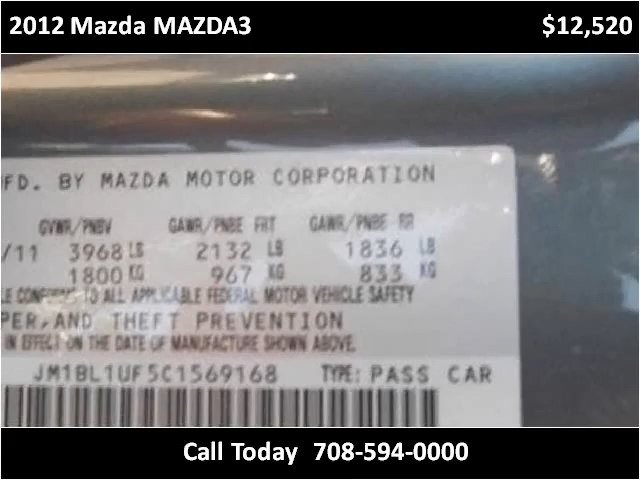 2012 Mazda MAZDA3 $12,520
FD. BY MAZDA MOTOR CORPORATION
GVWR/PNBV GAWR/PNBE FRT GAWR/PNBE RR
/11 3968 LB 2132 LB 1836 LB
1800 KG 967 KG 833 KG
LE CONFORMS TO ALL APPLICABLE FEDERAL MOTOR VEHICLE SAFETY
PER, AND THEFT PREVENTION
IN EFFECT ON THE DATE OF MANUFACTURE SHOWN ABOVE.
JM1BL1UF5C1569168 TYPE: PASS CAR
Call Today 708-594-0000